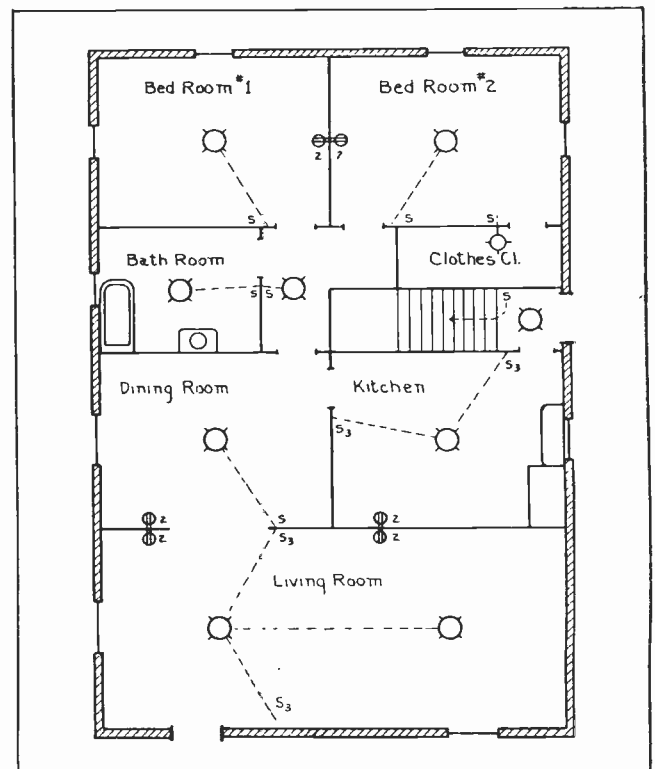 Bed Room #1
Bed Room #2
2 ?
S
S
S
Bath Room
Clothes Cl.
S S
S
Dining Room
Kitchen
S3
S3
S
S3
2
2
2
2
Living Room
S3